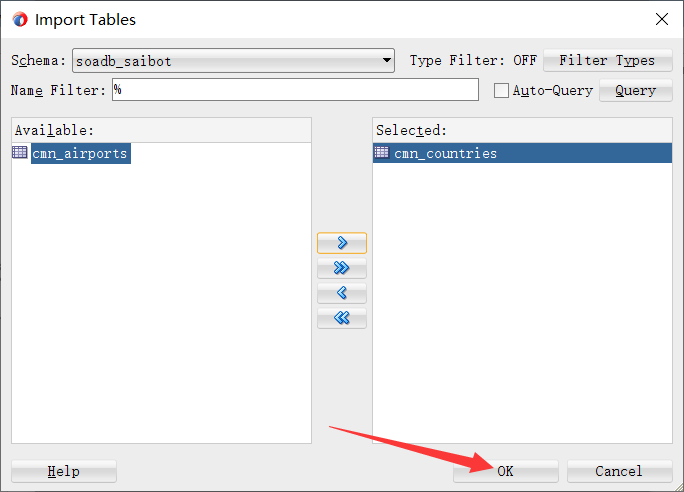 Import Tables
Schema: soadb_saibot Type Filter: OFF Filter Types
Name Filter: % Auto-Query Query
Available: Selected:
cmn_airports cmn_countries
Help OK Cancel